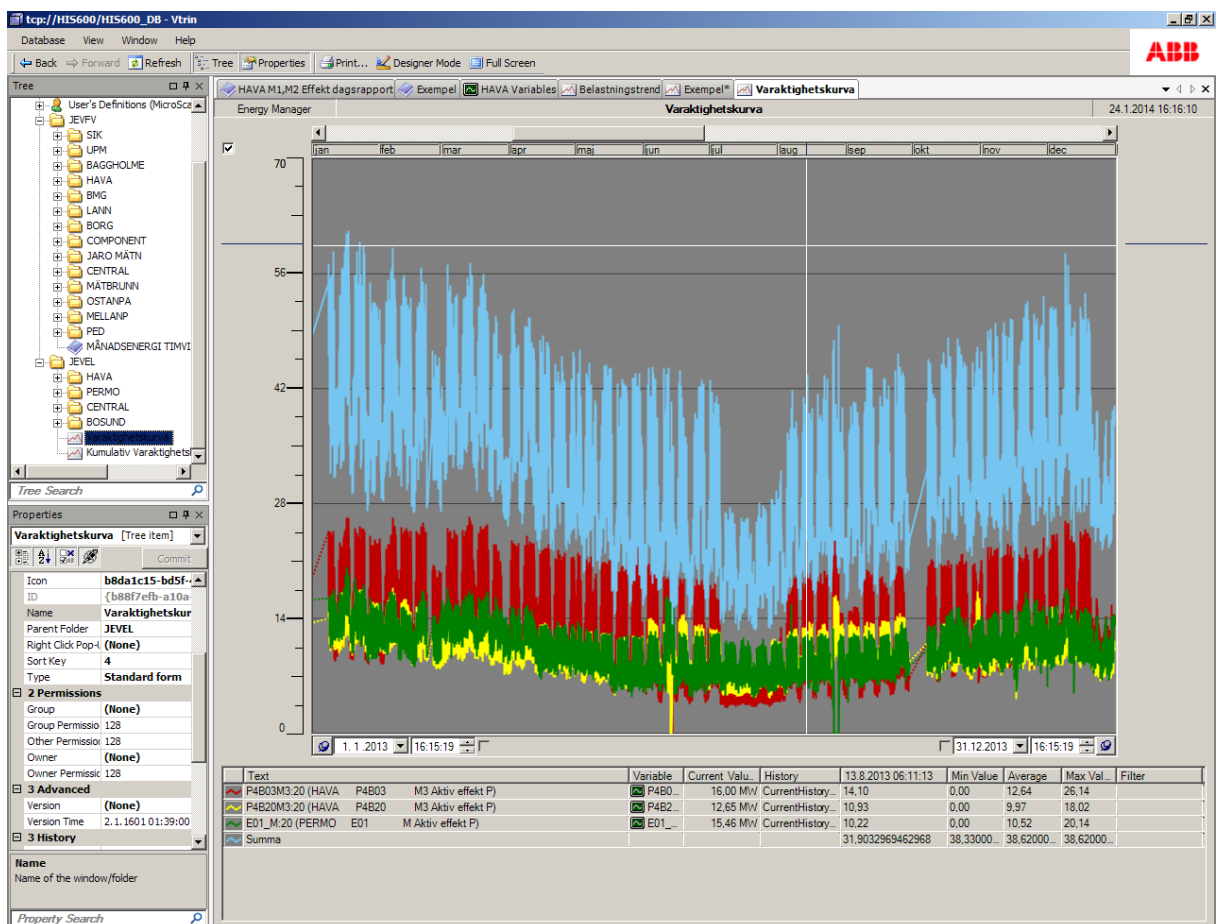 tcp://HIS600/HIS600_DB - Vtrin
Database View Window Help
Back Forward Refresh Tree Properties Print... Designer Mode Full Screen
ABB
Tree
User's Definitions (MicroSca
JEVFV
SIK
UPM
BAGGHOLME
HAVA
BMG
LANN
BORG
COMPONENT
JARO MÄTN
CENTRAL
MÄTBRUNN
OSTANPA
MELLANP
PED
MÅNADSENERGI TIMVI
JEVEL
HAVA
PERMO
CENTRAL
BOSUND
Varaktighetskurva
Kumulativ Varaktighets
Tree Search
Properties
Varaktighetskurva [Tree item]
Commit
Icon b8da1c15-bd5f-
ID {b88f7efb-a10a-
Name Varaktighetskur
Parent Folder JEVEL
Right Click Pop-U (None)
Sort Key 4
Type Standard form
2 Permissions
Group (None)
Group Permissio 128
Other Permission 128
Owner (None)
Owner Permissic 128
3 Advanced
Version (None)
Version Time 2.1.1601 01:39:00
3 History
Name
Name of the window/folder
Property Search
HAVA M1,M2 Effekt dagsrapport Exempel HAVA Variables Belastningstrend Exempel* Varaktighetskurva
Energy Manager Varaktighetskurva 24.1.2014 16:16:10
jan feb mar apr maj jun jul aug sep okt nov dec
70
56
42
28
14
0
1. 1 .2013 16:15:19 31.12.2013 16:15:19
Text Variable Current Valu... History 13.8.2013 06:11:13 Min Value Average Max Val... Filter
P4B03M3:20 (HAVA P4B03 M3 Aktiv effekt P) P4B0... 16,00 MW CurrentHistory... 14,10 0,00 12,64 26,14
P4B20M3:20 (HAVA P4B20 M3 Aktiv effekt P) P4B2... 12,65 MW CurrentHistory... 10,93 0,00 9,97 18,02
E01_M:20 (PERMO E01 M Aktiv effekt P) E01_... 15,46 MW CurrentHistory... 10,22 0,00 10,52 20,14
Summa 31,9032969462968 38,33000... 38,62000... 38,62000...